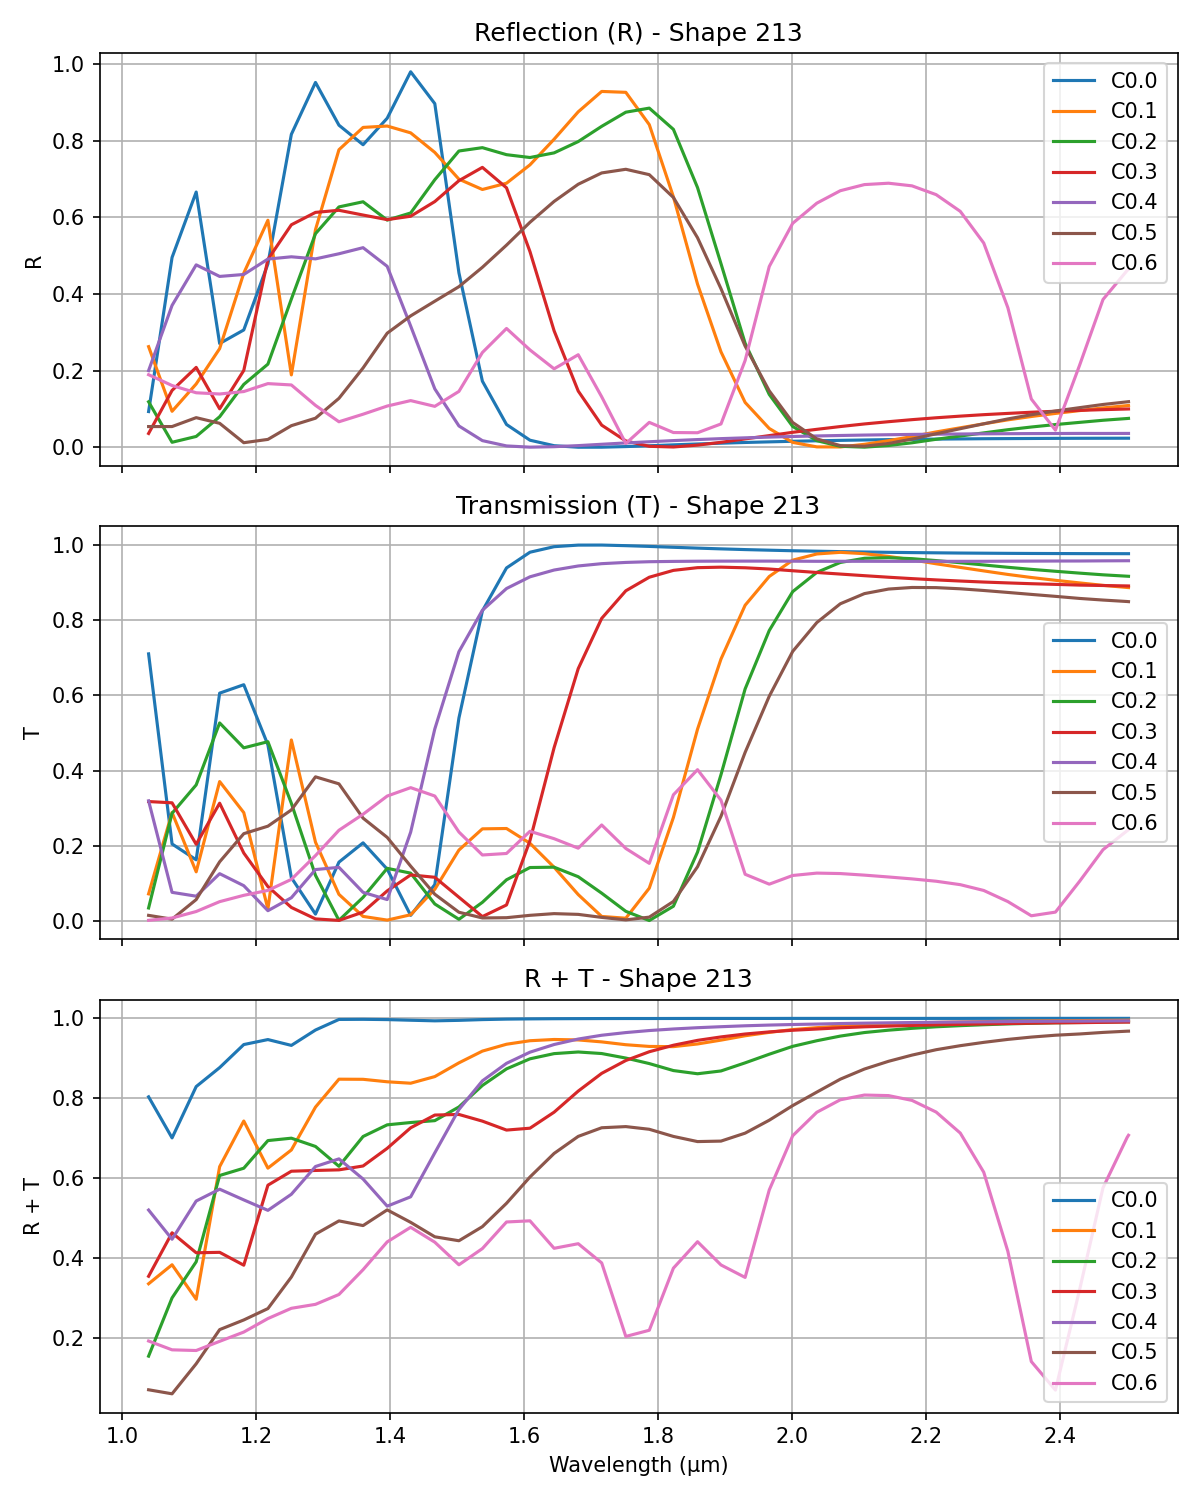 Reflection (R) - Shape 213
1.0
0.8
0.6
0.4
0.2
0.0
R
C0.0
C0.1
C0.2
C0.3
C0.4
C0.5
C0.6
Transmission (T) - Shape 213
1.0
0.8
0.6
0.4
0.2
0.0
T
C0.0
C0.1
C0.2
C0.3
C0.4
C0.5
C0.6
R + T - Shape 213
1.0
0.8
0.6
0.4
0.2
R + T
C0.0
C0.1
C0.2
C0.3
C0.4
C0.5
C0.6
1.0 1.2 1.4 1.6 1.8 2.0 2.2 2.4
Wavelength (μm)